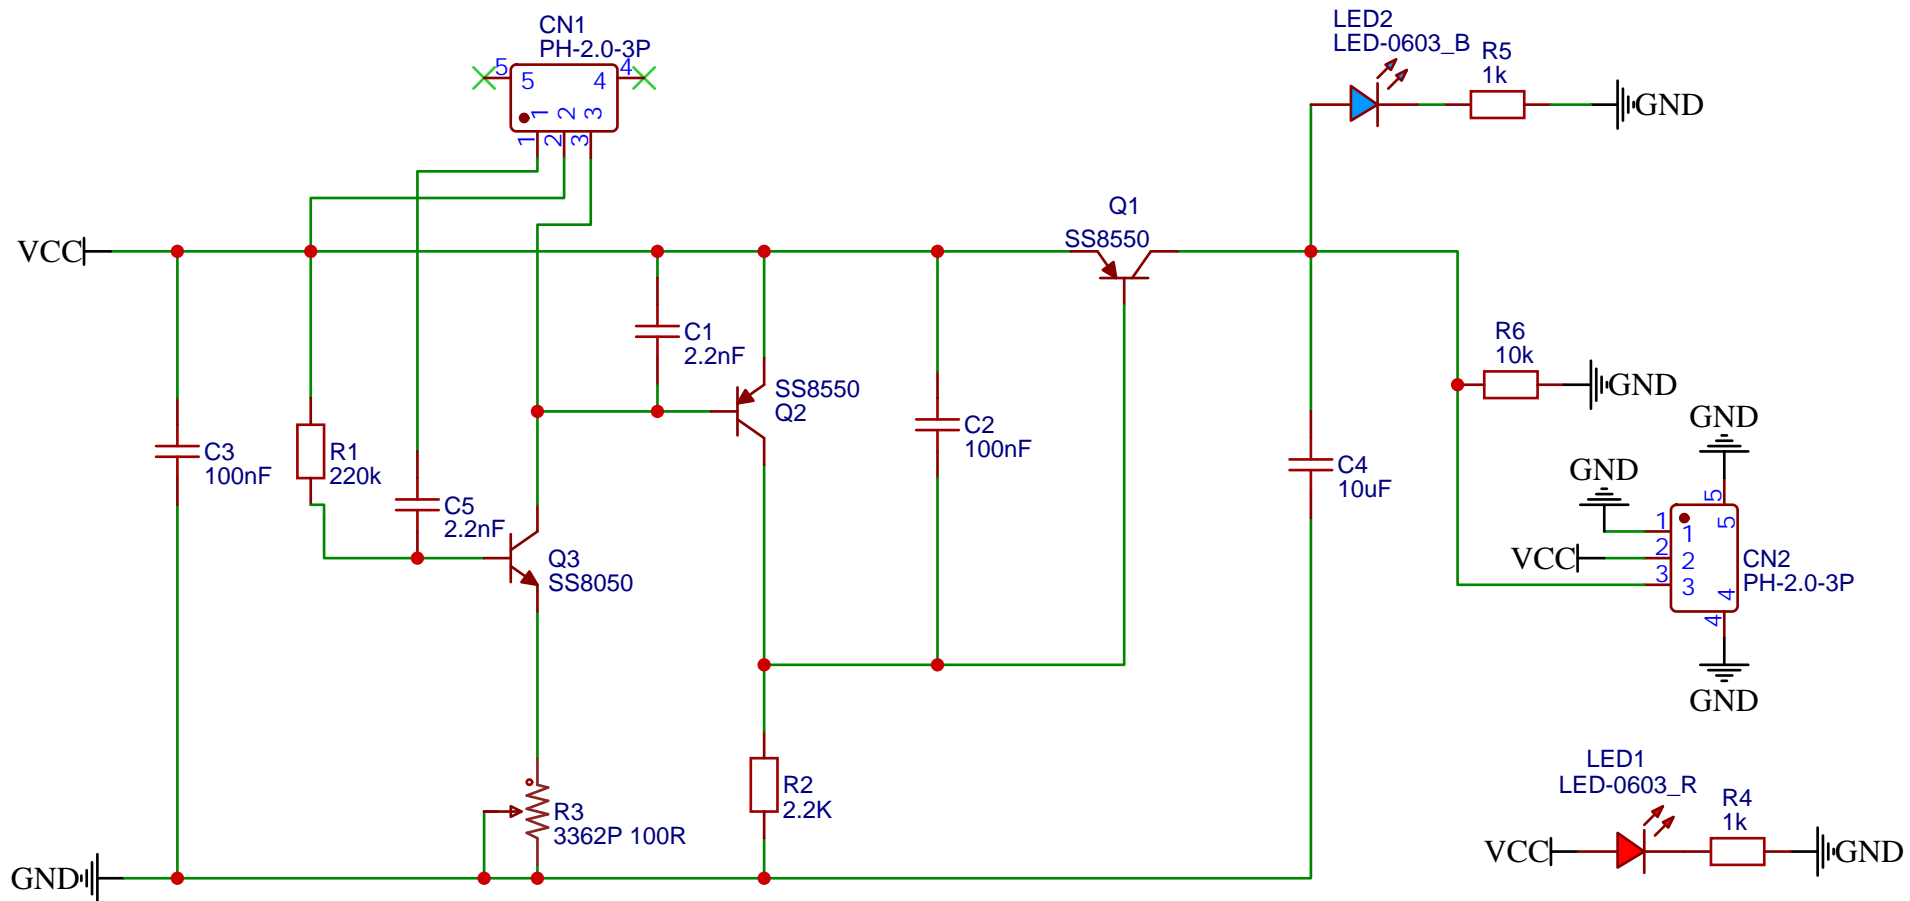 CN1
PH-2.0-3P
5
5
4
4
1
2
3
1
2
3
LED2
LED-0603_B
R5
1k
GND
Q1
SS8550
VCC
C1
2.2nF
SS8550
Q2
C2
100nF
C3
100nF
R1
220k
C5
2.2nF
Q3
SS8050
C4
10uF
R6
10k
GND
GND
GND
5
5
1
1
VCC
2
2
3
3
4
4
CN2
PH-2.0-3P
GND
R3
3362P 100R
R2
2.2K
GND
LED1
LED-0603_R
R4
1k
VCC
GND